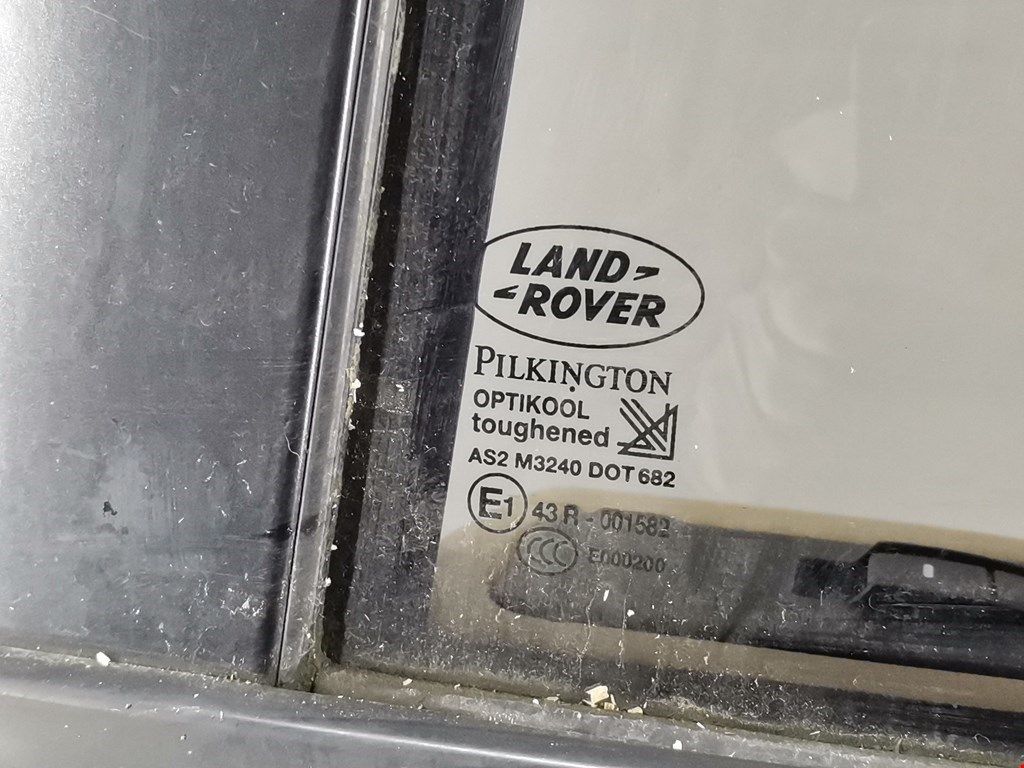 LAND-
-ROVER
PILKINGTON
OPTIKOOL
toughened
AS2 M3240 DOT 682
E1 43 R - 001582
CCC E000200